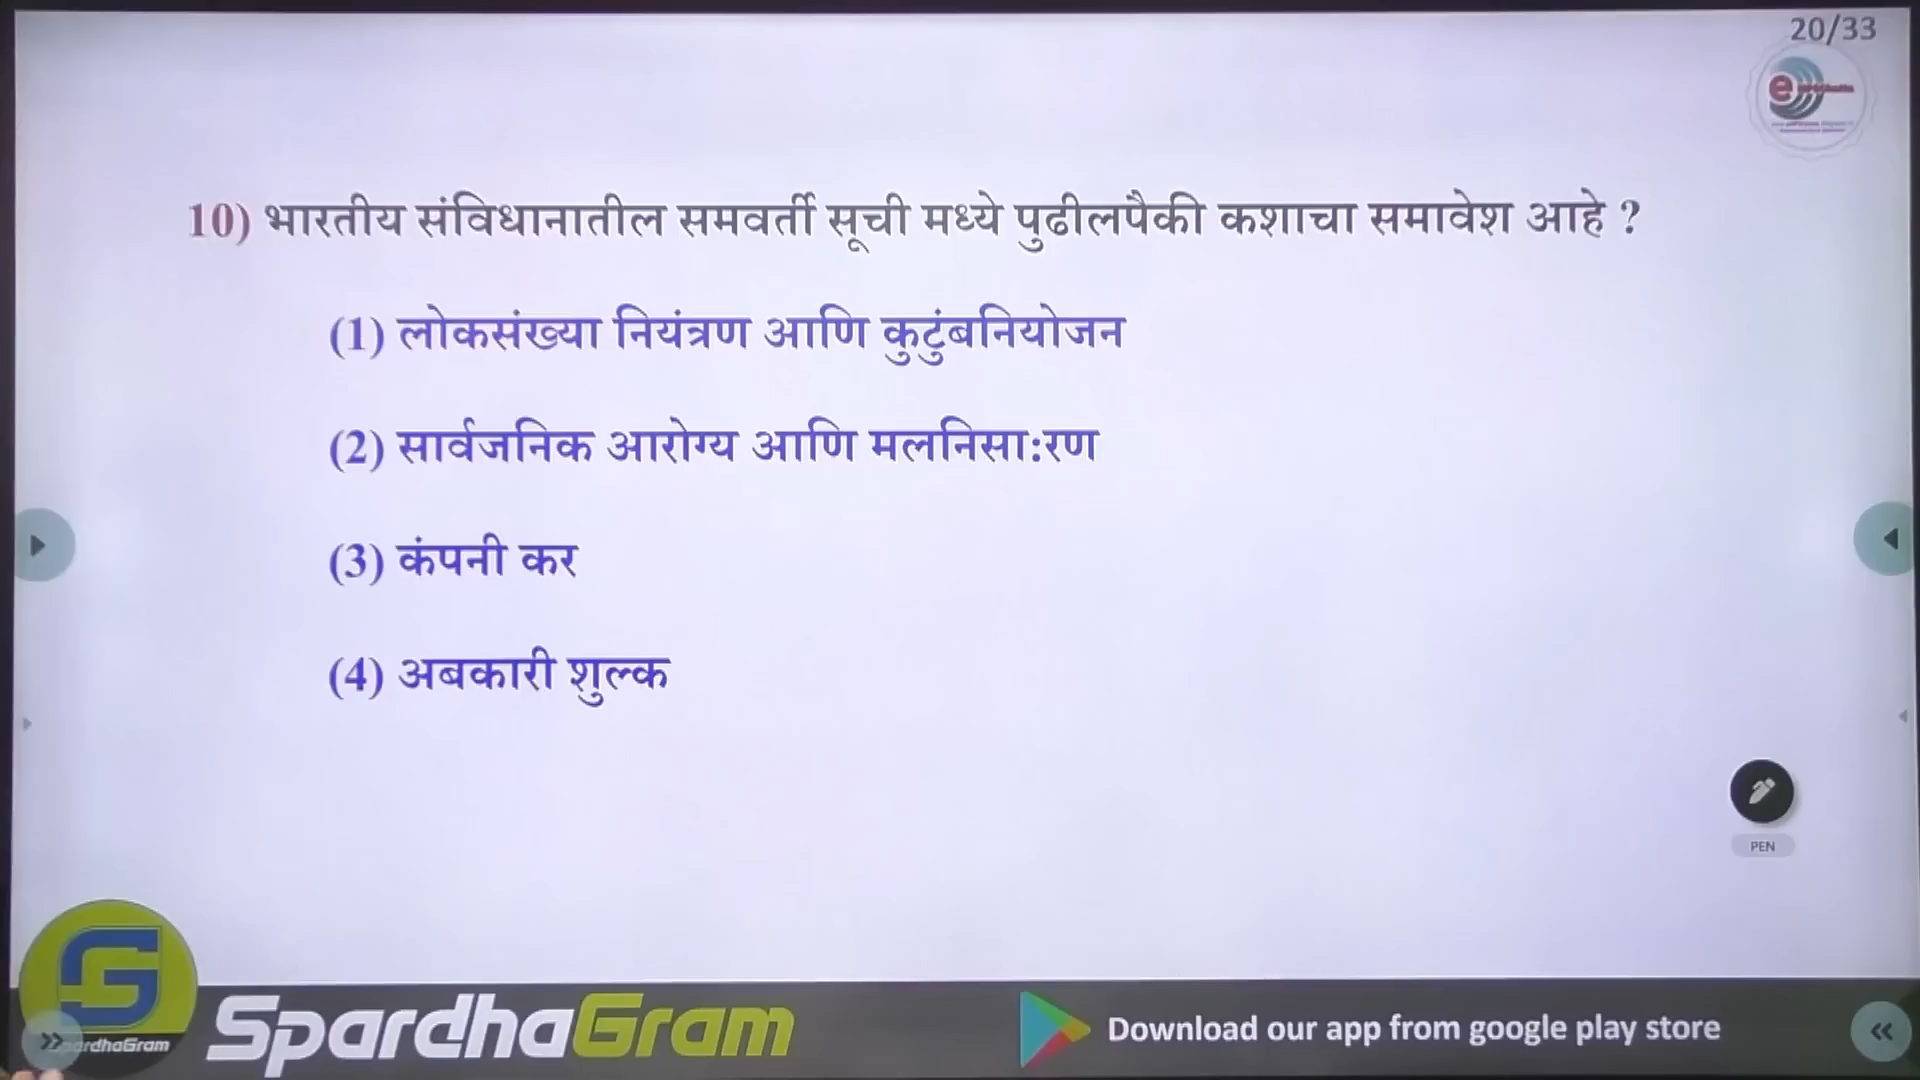 20/33
e
10) भारतीय संविधानातील समवर्ती सूची मध्ये पुढीलपैकी कशाचा समावेश आहे ?
(1) लोकसंख्या नियंत्रण आणि कुटुंबनियोजन
(2) सार्वजनिक आरोग्य आणि मलनिसा:रण
(3) कंपनी कर
(4) अबकारी शुल्क
PEN
G
SpardhaGram
Download our app from google play store